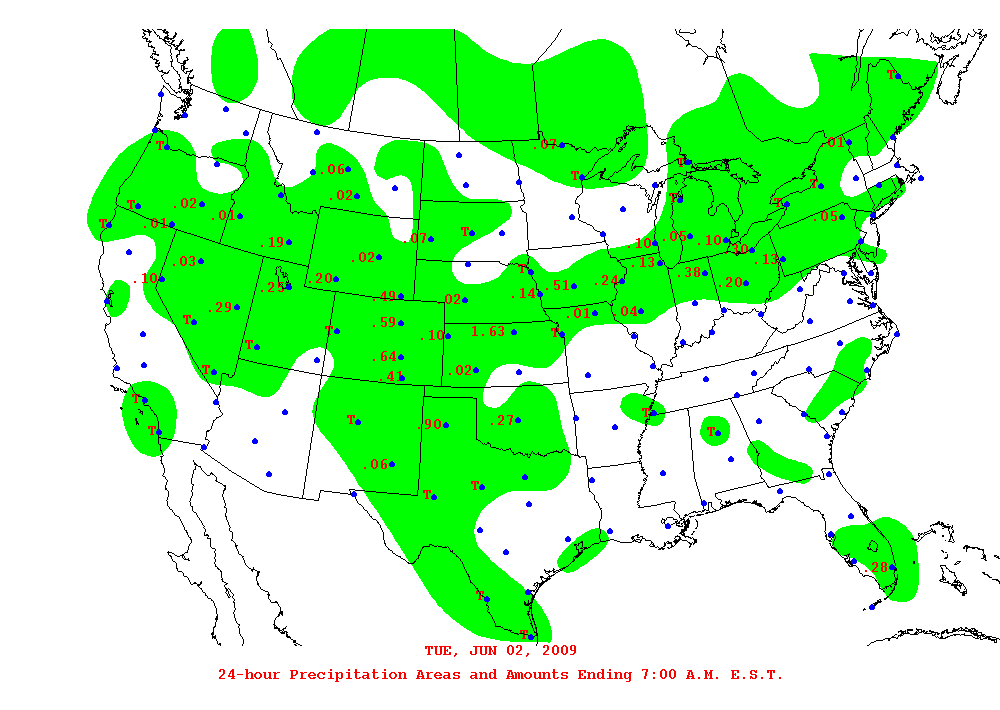 T
.07
.01
T
T
.06
T
T
.02
T
.02
T
T
.01
.01
.05
T
.07
T
.05
.10
.19
.10
.10
.02
.13
.13
.03
T
.38
.10
.20
.24
.20
.25
.51
.14
.49
.02
.29
.01
.04
T
.59
T
1.63
.10
T
T
.64
.02
T
.41
T
T
.27
T
.90
T
T
.06
T
T
.28
T
T
TUE, JUN 02, 2009
24-hour Precipitation Areas and Amounts Ending 7:00 A.M. E.S.T.